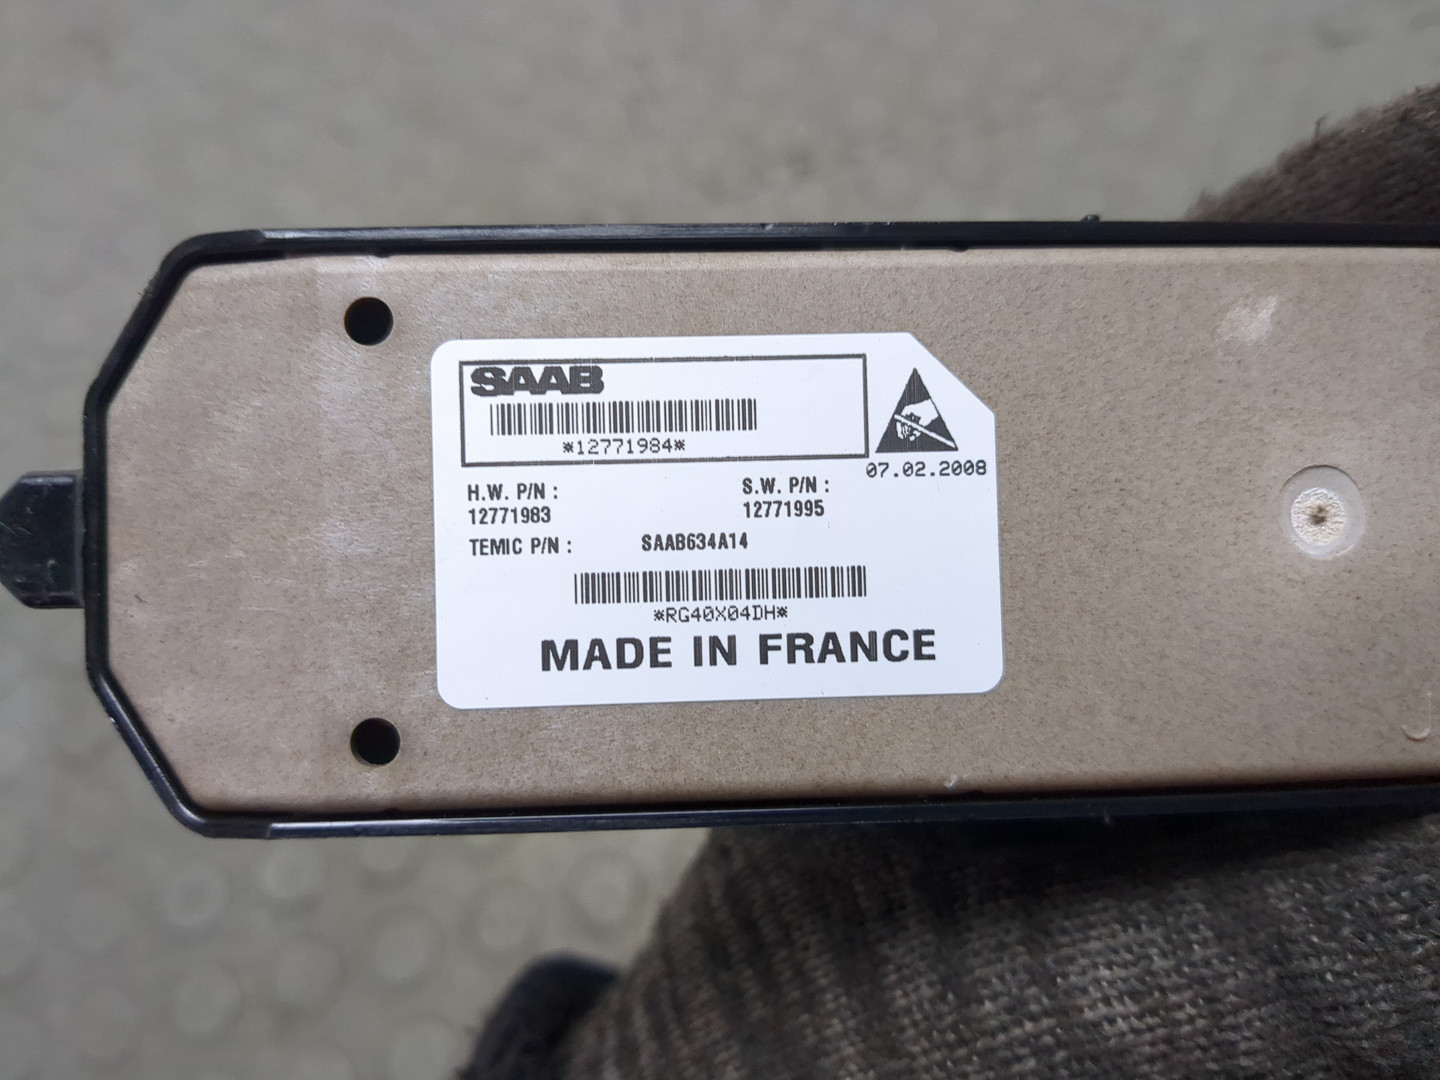 SAAB
*12771984*
07.02.2008
H.W. P/N : S.W. P/N :
12771983 12771995
TEMIC P/N : SAAB634A14
*RG40X04DH*
MADE IN FRANCE